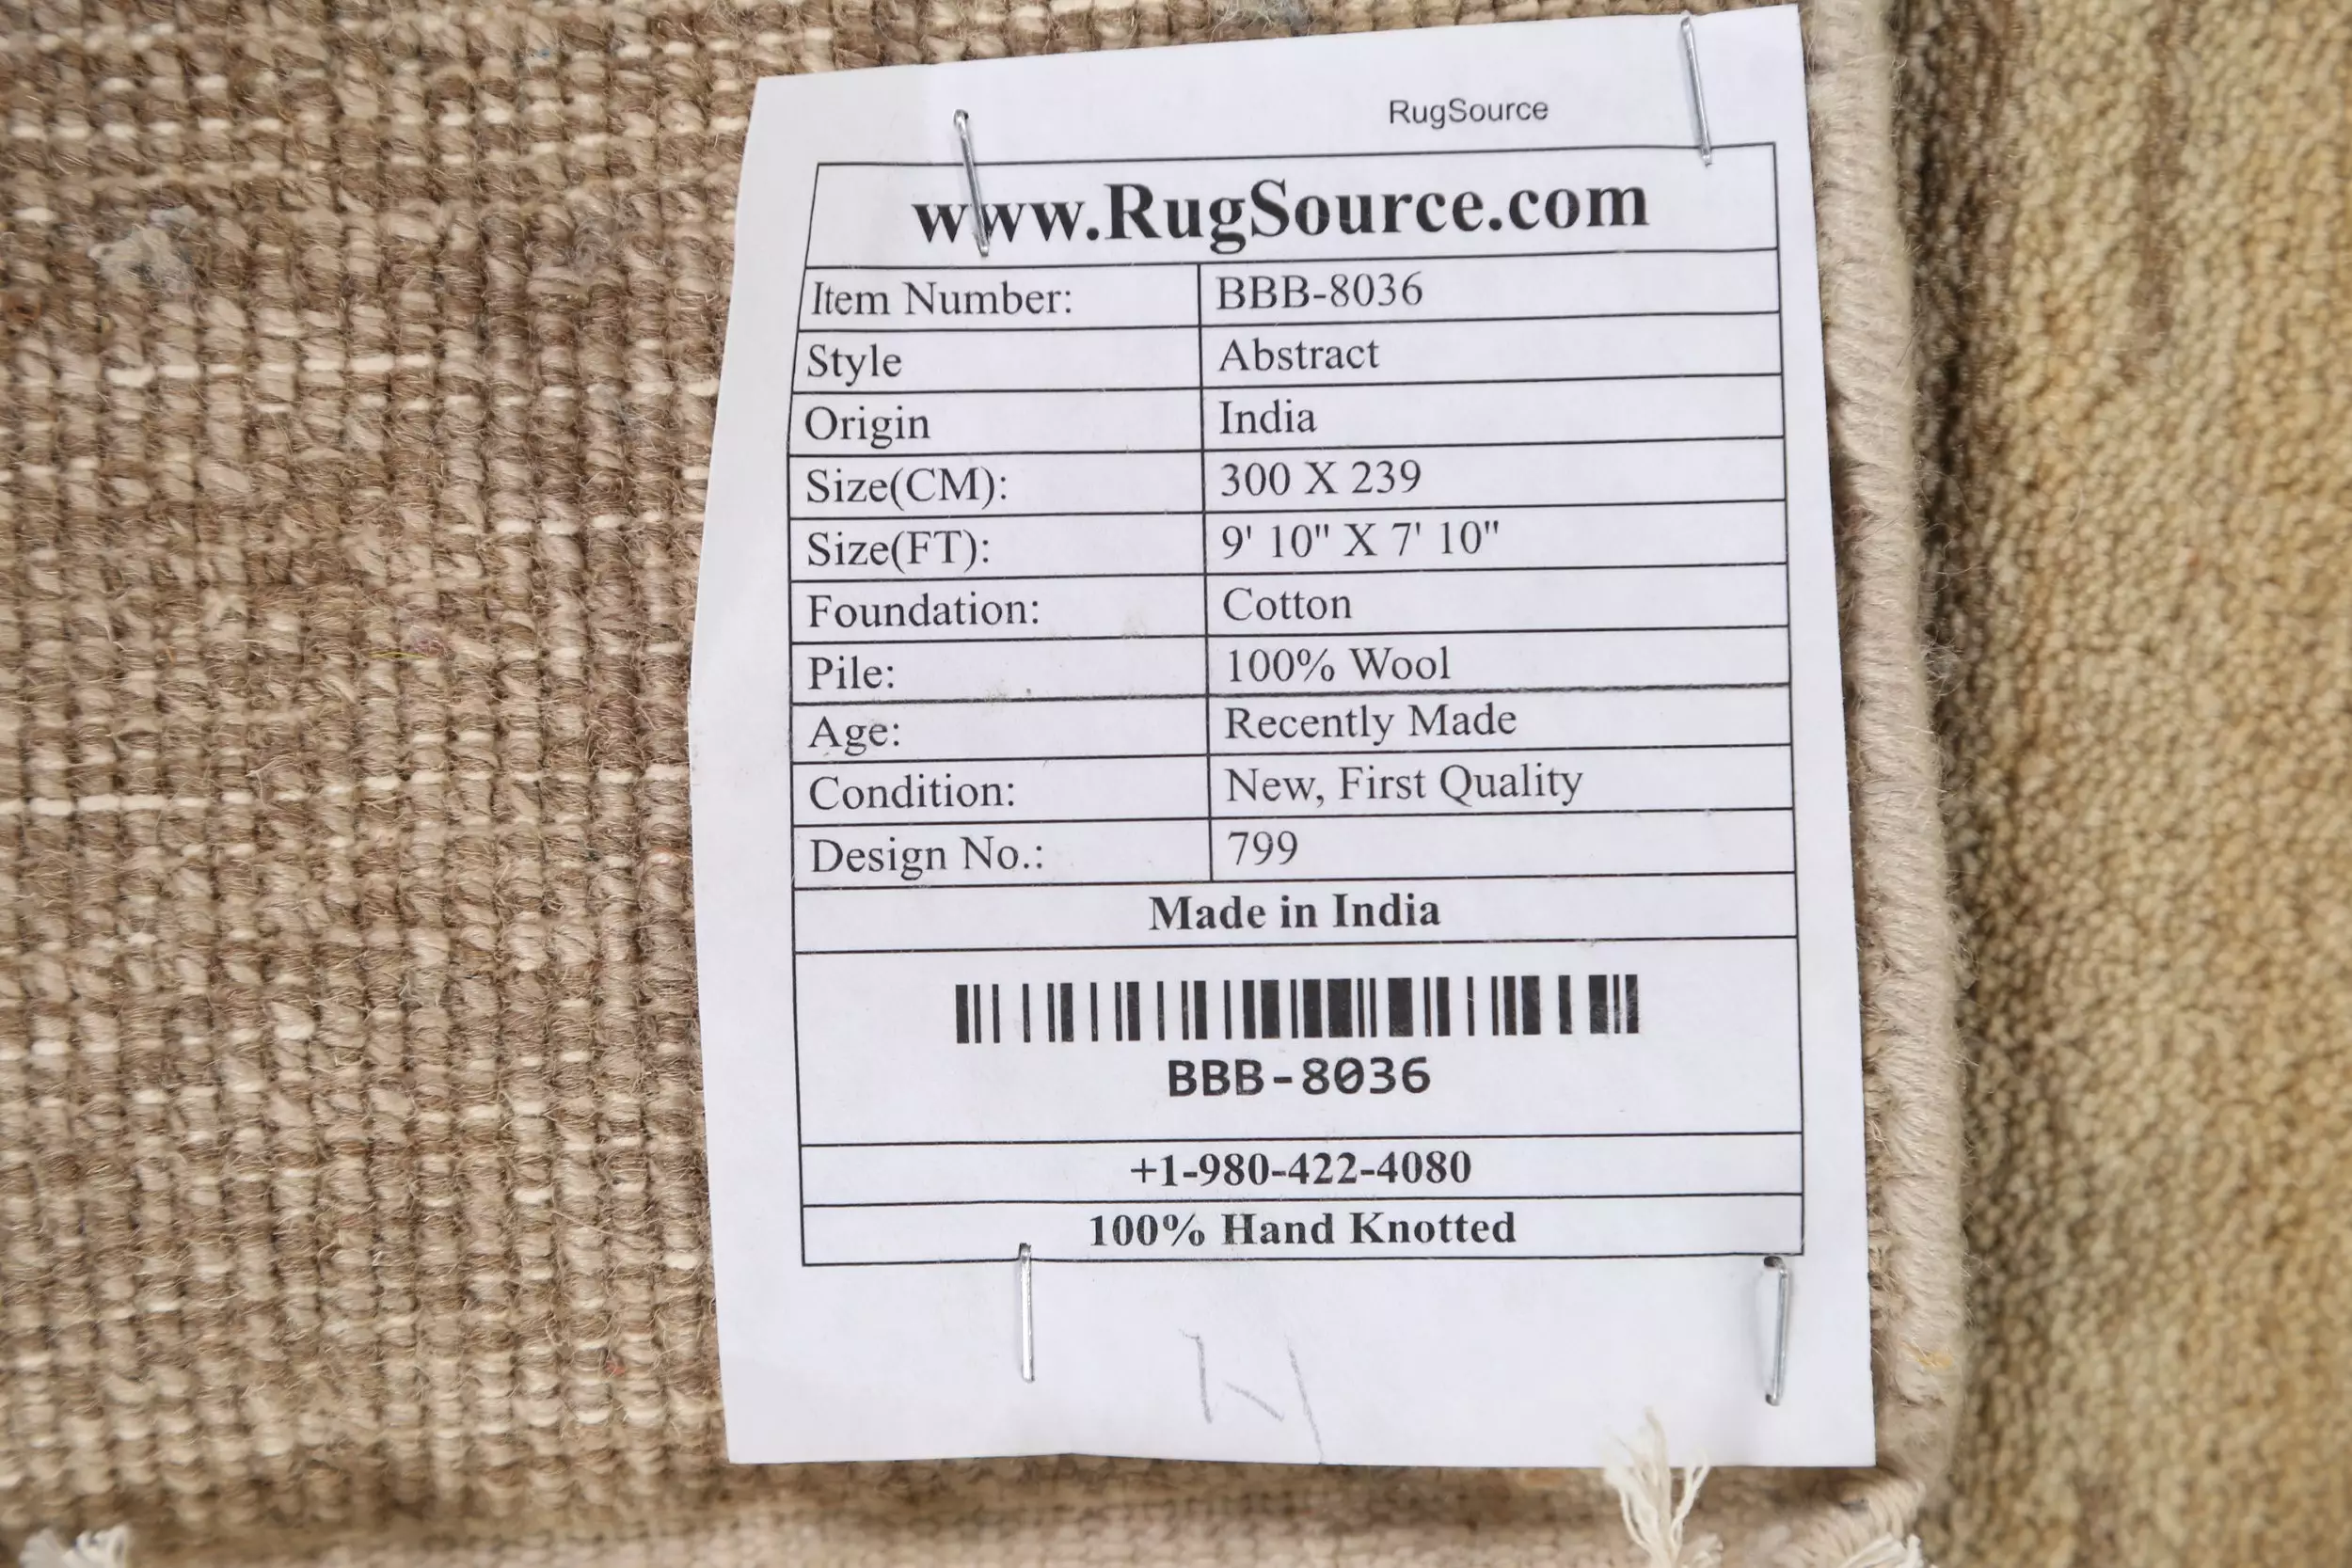 RugSource
www.RugSource.com
Item Number: BBB-8036
Style Abstract
Origin India
Size(CM): 300 X 239
Size(FT): 9' 10" X 7' 10"
Foundation: Cotton
Pile: 100% Wool
Age: Recently Made
Condition: New, First Quality
Design No.: 799
Made in India
BBB-8036
+1-980-422-4080
100% Hand Knotted